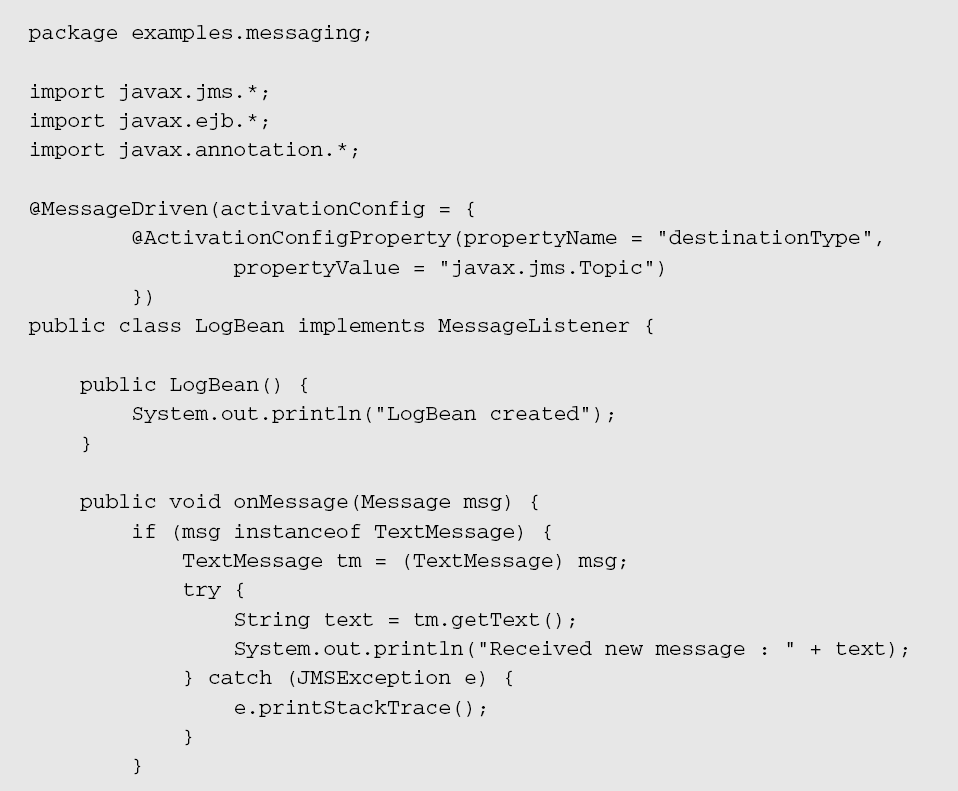 package examples.messaging;

import javax.jms.*;
import javax.ejb.*;
import javax.annotation.*;

@MessageDriven(activationConfig = {
        @ActivationConfigProperty(propertyName = "destinationType",
                propertyValue = "javax.jms.Topic")
        })
public class LogBean implements MessageListener {

    public LogBean() {
        System.out.println("LogBean created");
    }

    public void onMessage(Message msg) {
        if (msg instanceof TextMessage) {
            TextMessage tm = (TextMessage) msg;
            try {
                String text = tm.getText();
                System.out.println("Received new message : " + text);
            } catch (JMSException e) {
                e.printStackTrace();
            }
        }